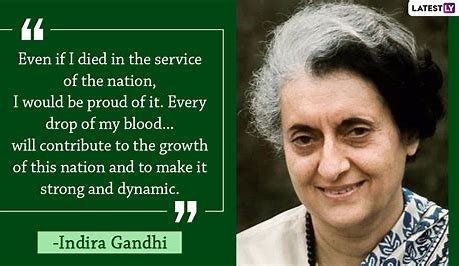 LATESTLY
“
Even if I died in the service
of the nation,
I would be proud of it. Every
drop of my blood...
will contribute to the growth
of this nation and to make it
strong and dynamic.
”
-Indira Gandhi